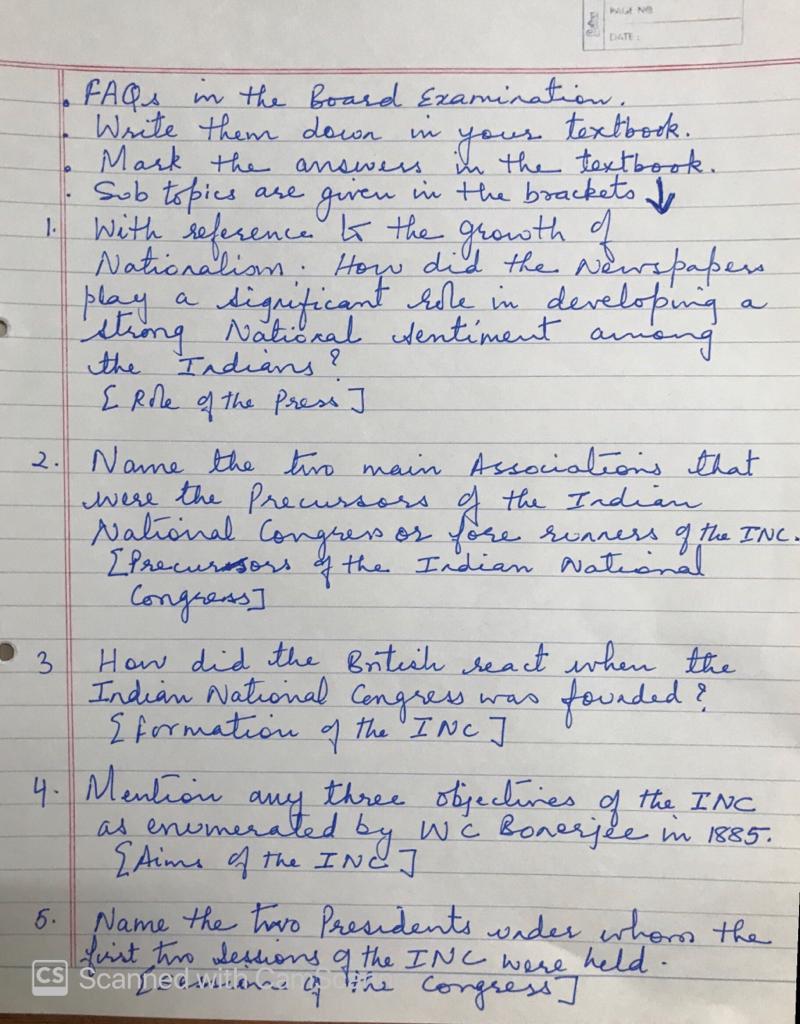 PAGE NO
DATE :
. FAQs in the Board Examination.
. Write them down in your textbook.
. Mark the answers in the textbook.
. Sub topics are given in the brackets ↓
1. With reference to the growth of
Nationalism. How did the Newspapers
play a significant role in developing a
strong National sentiment among
the Indians?
[ Role of the Press ]
2. Name the two main Associations that
were the Precursors of the Indian
National Congress or fore runners of the INC.
[Precursors of the Indian National
Congress]
3 How did the British react when the
Indian National Congress was founded?
[ formation of the INC ]
4. Mention any three objectives of the INC
as enumerated by W C Bonerjee in 1885.
[Aims of the INC ]
5. Name the two Presidents under whom the
first two sessions of the INC were held.
[ of the Congress]
CS Scanned with CamScanner